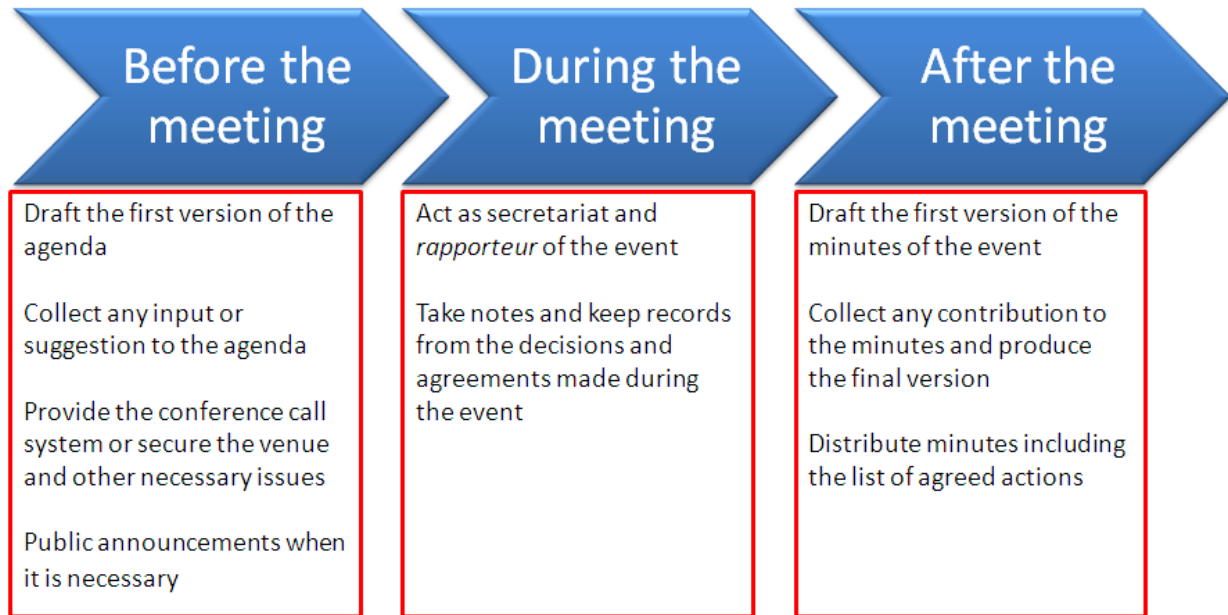 Before the
meeting
During the
meeting
After the
meeting
Draft the first version of the
agenda
Collect any input or
suggestion to the agenda
Provide the conference call
system or secure the venue
and other necessary issues
Public announcements when
it is necessary
Act as secretariat and
rapporteur of the event
Take notes and keep records
from the decisions and
agreements made during
the event
Draft the first version of the
minutes of the event
Collect any contribution to
the minutes and produce
the final version
Distribute minutes including
the list of agreed actions